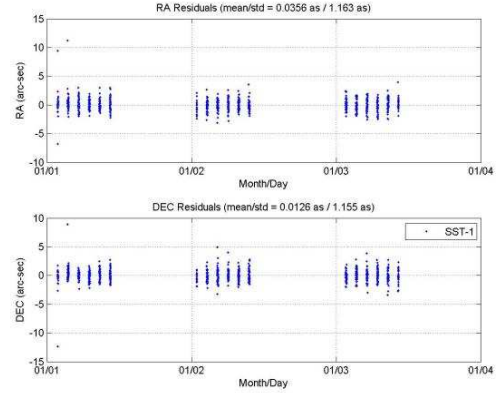 RA Residuals (mean/std = 0.0356 as / 1.163 as)
15
10
5
0
-5
-10
RA (arc-sec)
01/01 01/02 01/03 01/04
Month/Day
DEC Residuals (mean/std = 0.0126 as / 1.155 as)
10
5
0
-5
-10
-15
DEC (arc-sec)
SST-1
01/01 01/02 01/03 01/04
Month/Day